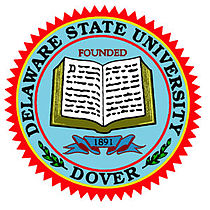 DELAWARE STATE UNIVERSITY
FOUNDED
1891
DOVER